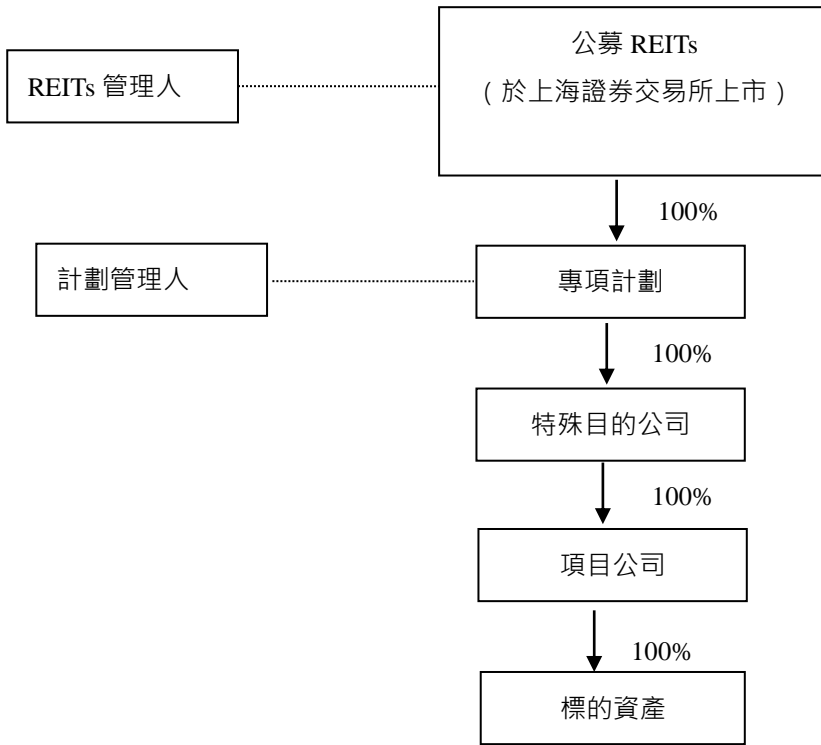 公募 REITs
（於上海證券交易所上市）
REITs 管理人
100%
計劃管理人
專項計劃
100%
特殊目的公司
100%
項目公司
100%
標的資產